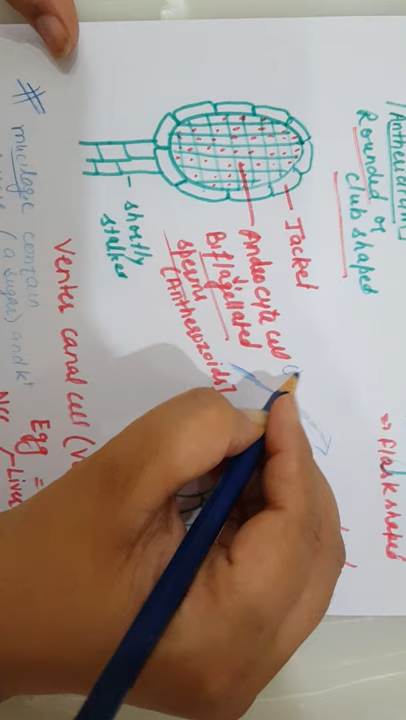 Rounded or
club shaped
Jacket
Androcyte cell
↓
Biflagellated
sperms
(Antherozoids)
shortly
stalked
Venter canal cell
Egg =
⇒ Flask shaped
# mucilage contain
(a sugar) and k⁺